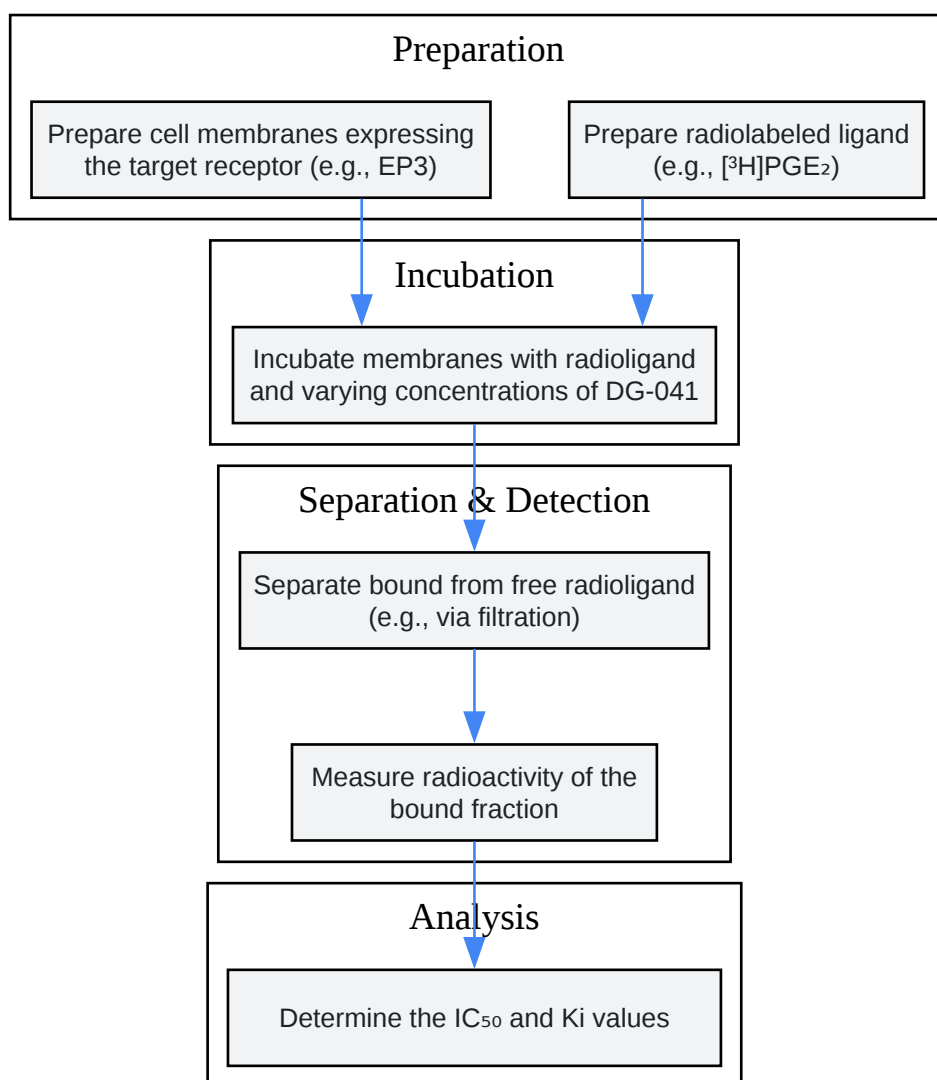 Preparation
Prepare cell membranes expressing
the target receptor (e.g., EP3)
Prepare radiolabeled ligand
(e.g., [³H]PGE₂)
Incubation
Incubate membranes with radioligand
and varying concentrations of DG-041
Separation & Detection
Separate bound from free radioligand
(e.g., via filtration)
Measure radioactivity of the
bound fraction
Analysis
Determine the IC₅₀ and Ki values